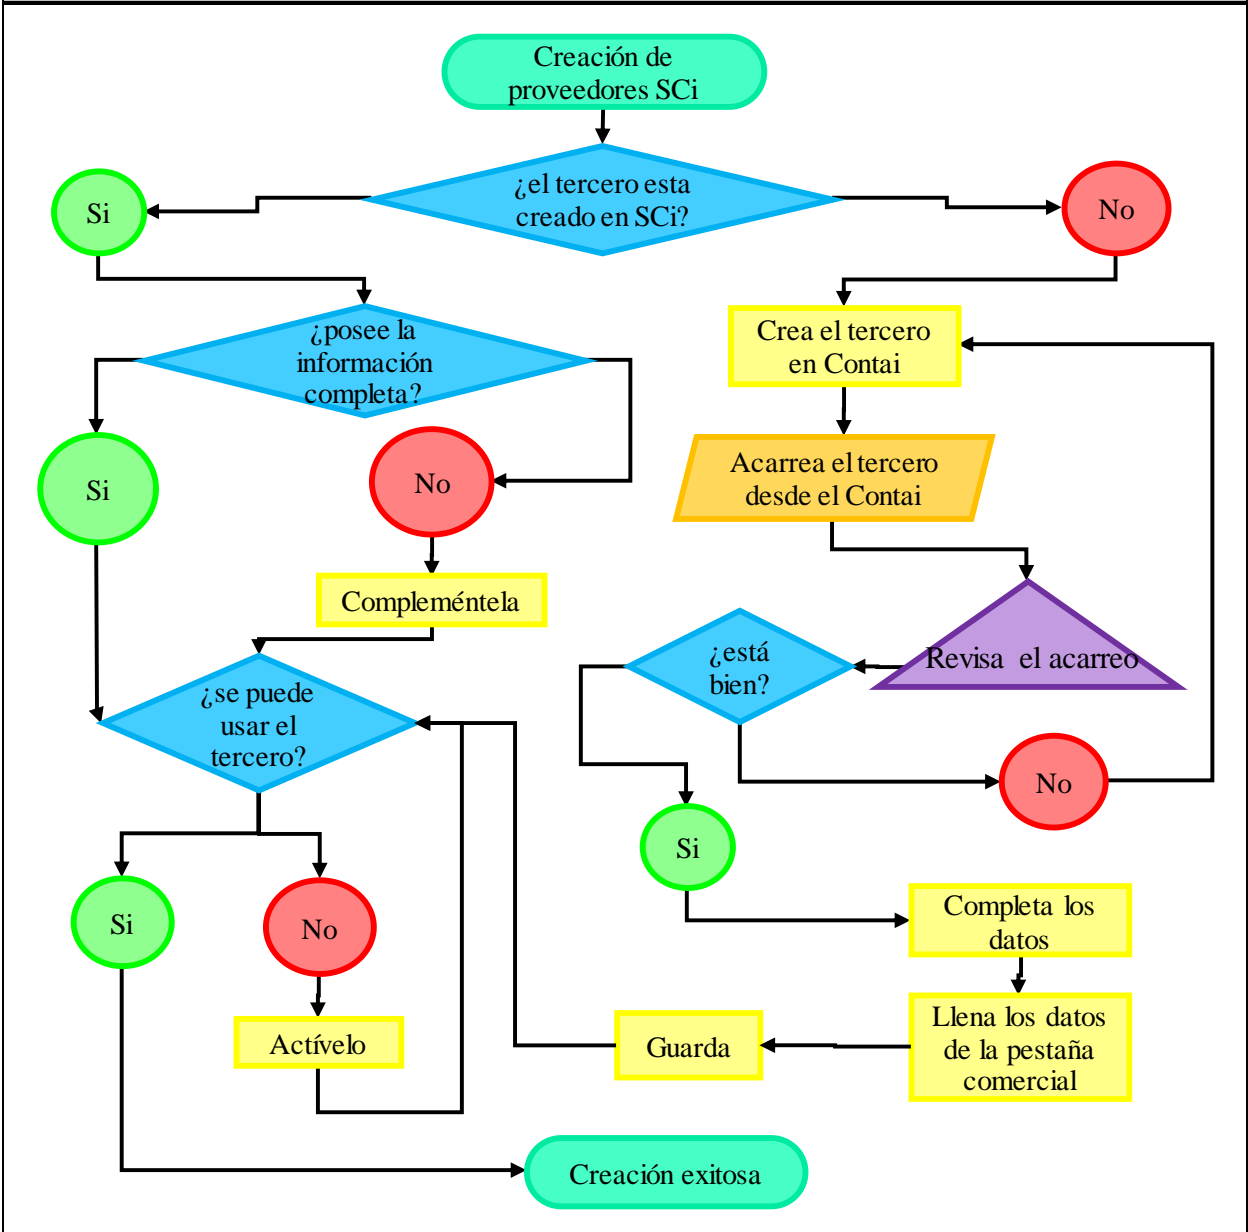 Creación de
proveedores SCi
¿el tercero esta
creado en SCi?
Si
No
¿posee la
información
completa?
Crea el tercero
en Contai
Si
No
Acarrea el tercero
desde el Contai
Compleméntela
¿está
bien?
Revisa el acarreo
¿se puede
usar el
tercero?
No
Si
Si
No
Completa los
datos
Actívelo
Guarda
Llena los datos
de la pestaña
comercial
Creación exitosa